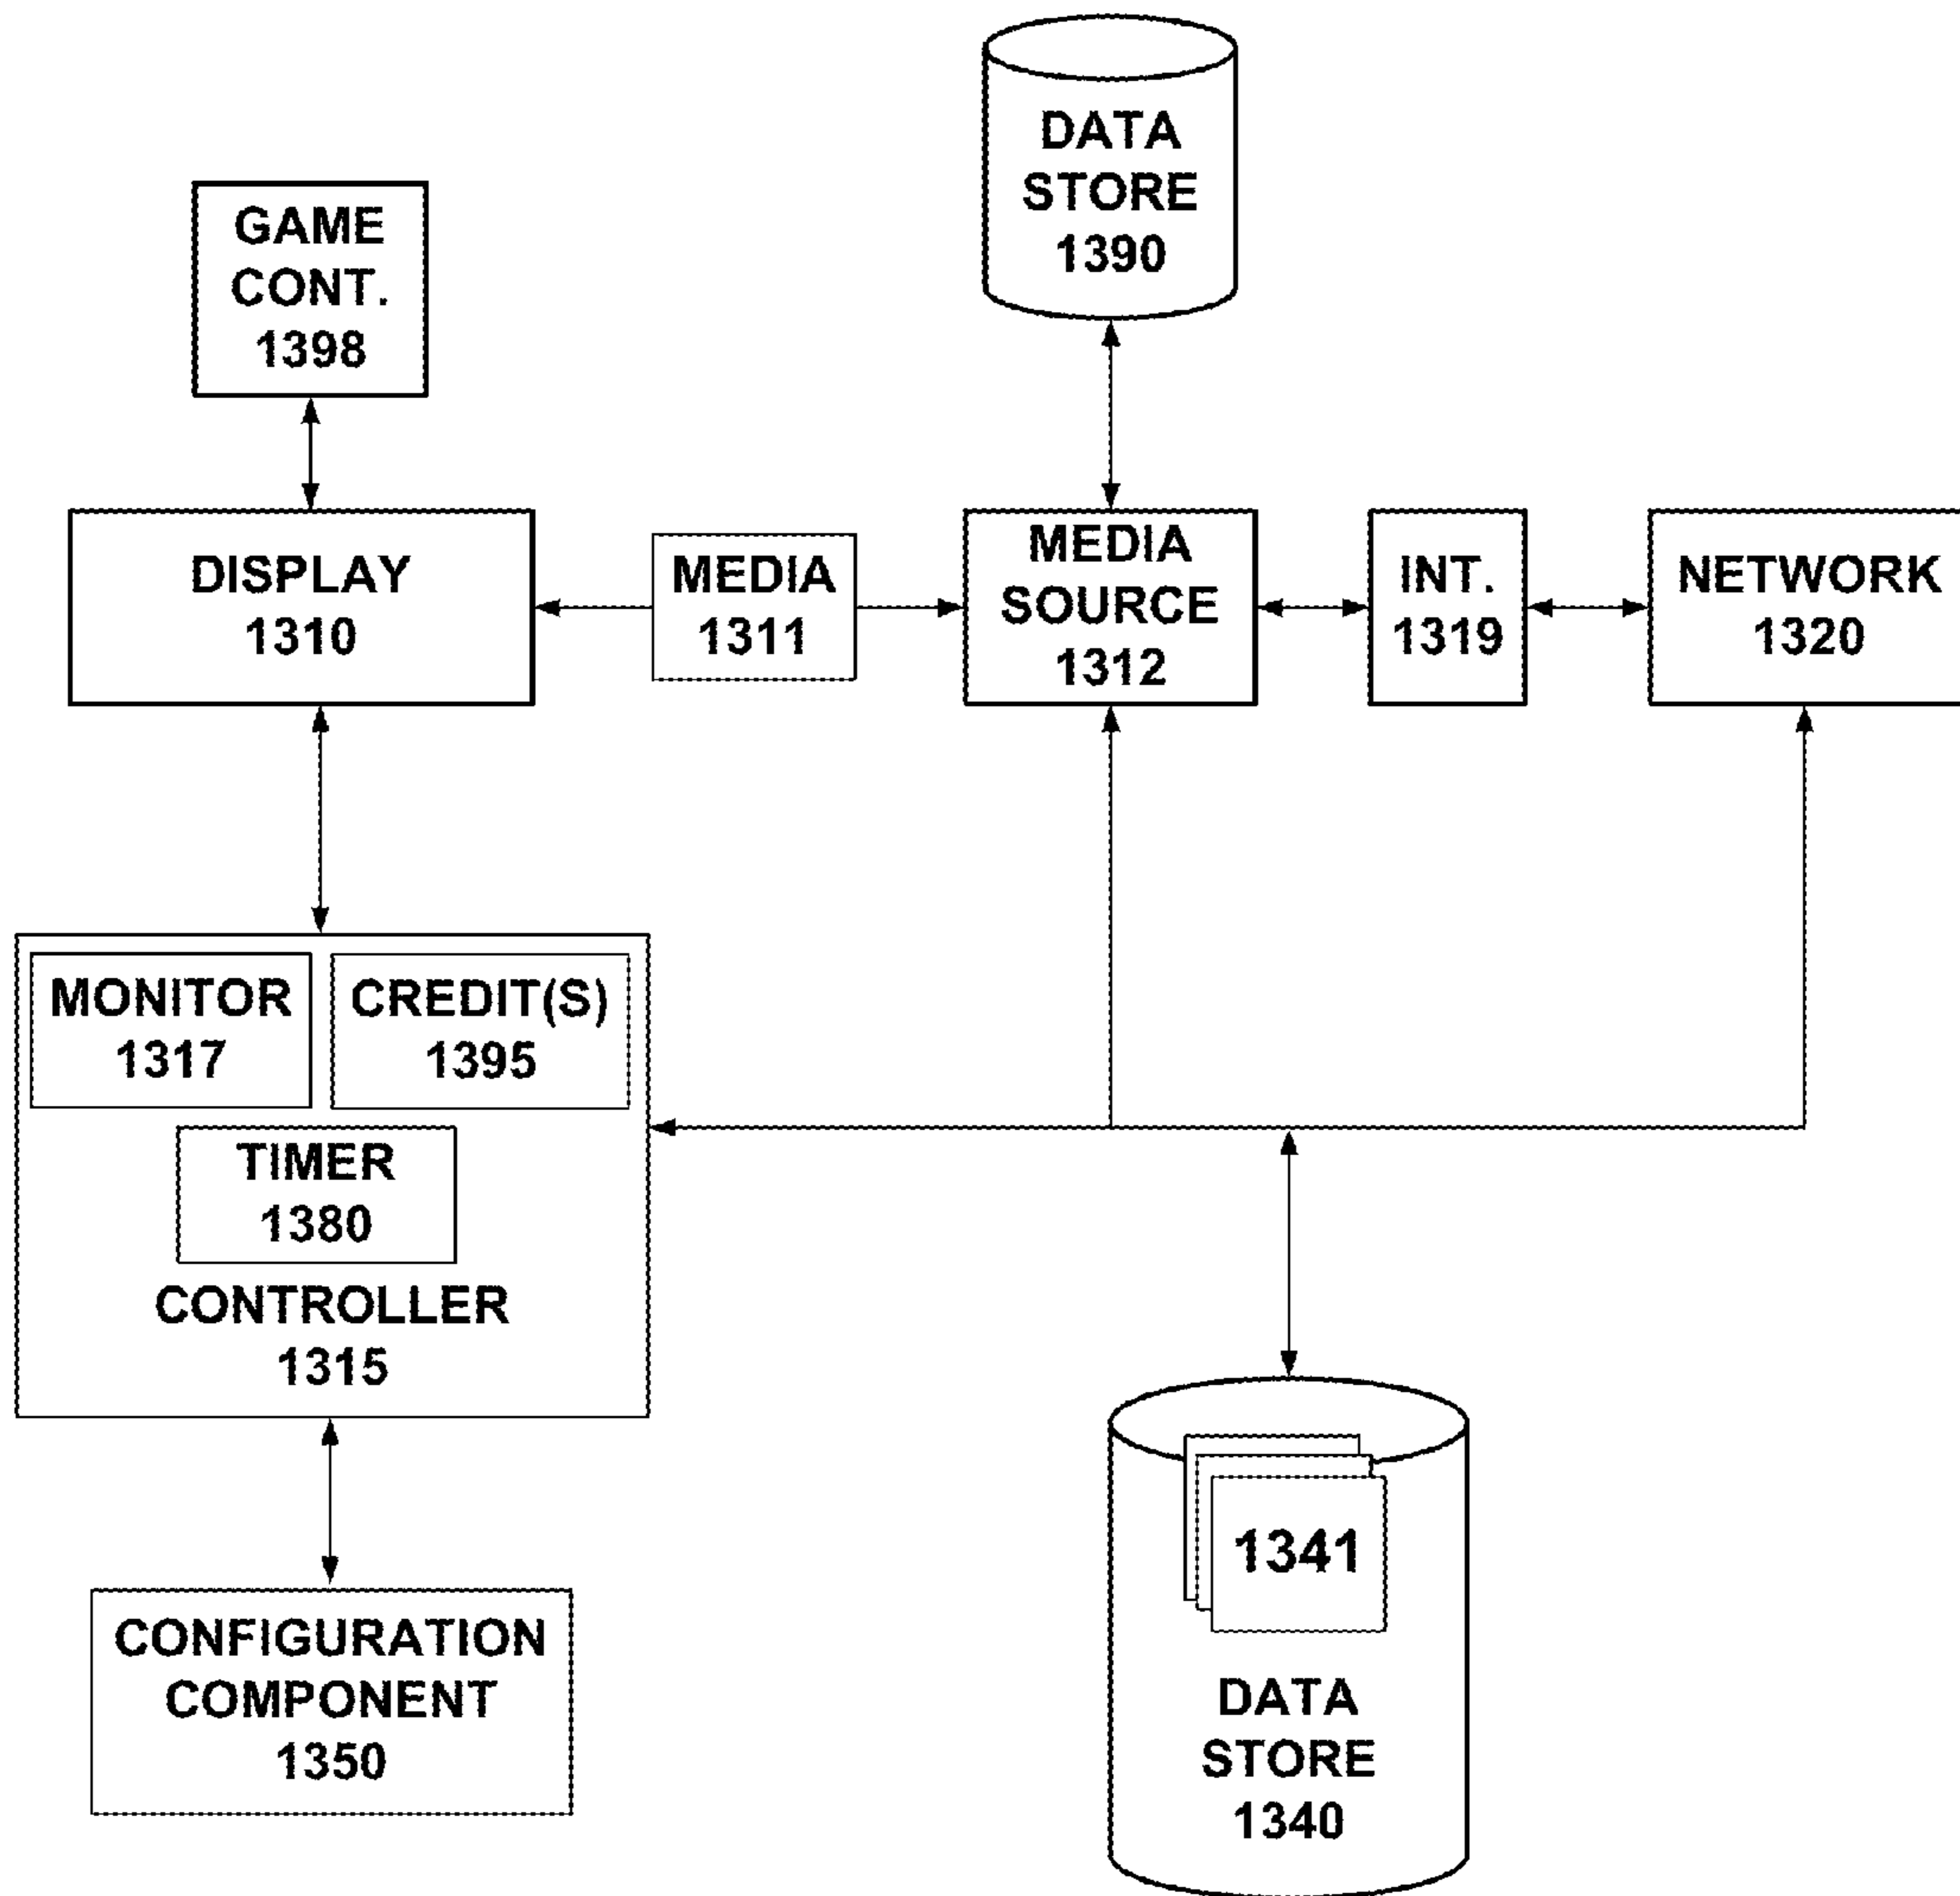 DATA
STORE
1390
GAME
CONT.
1398
DISPLAY
1310
MEDIA
1311
MEDIA
SOURCE
1312
INT.
1319
NETWORK
1320
MONITOR
1317
CREDIT(S)
1395
TIMER
1380
CONTROLLER
1315
CONFIGURATION
COMPONENT
1350
1341
DATA
STORE
1340